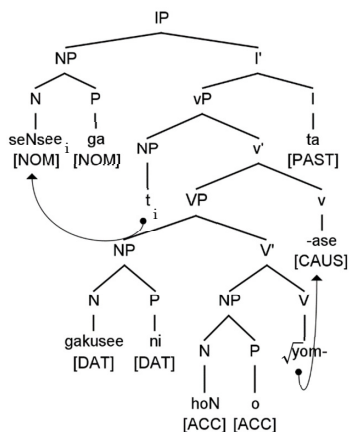 IP
NP I'
N P vP I
seNsee i ga NP v' ta
[NOM] [NOM] [PAST]
t i VP v
NP V' -ase
[CAUS]
N P NP V
gakusee ni N P √yom-
[DAT] [DAT]
hoN o
[ACC] [ACC]